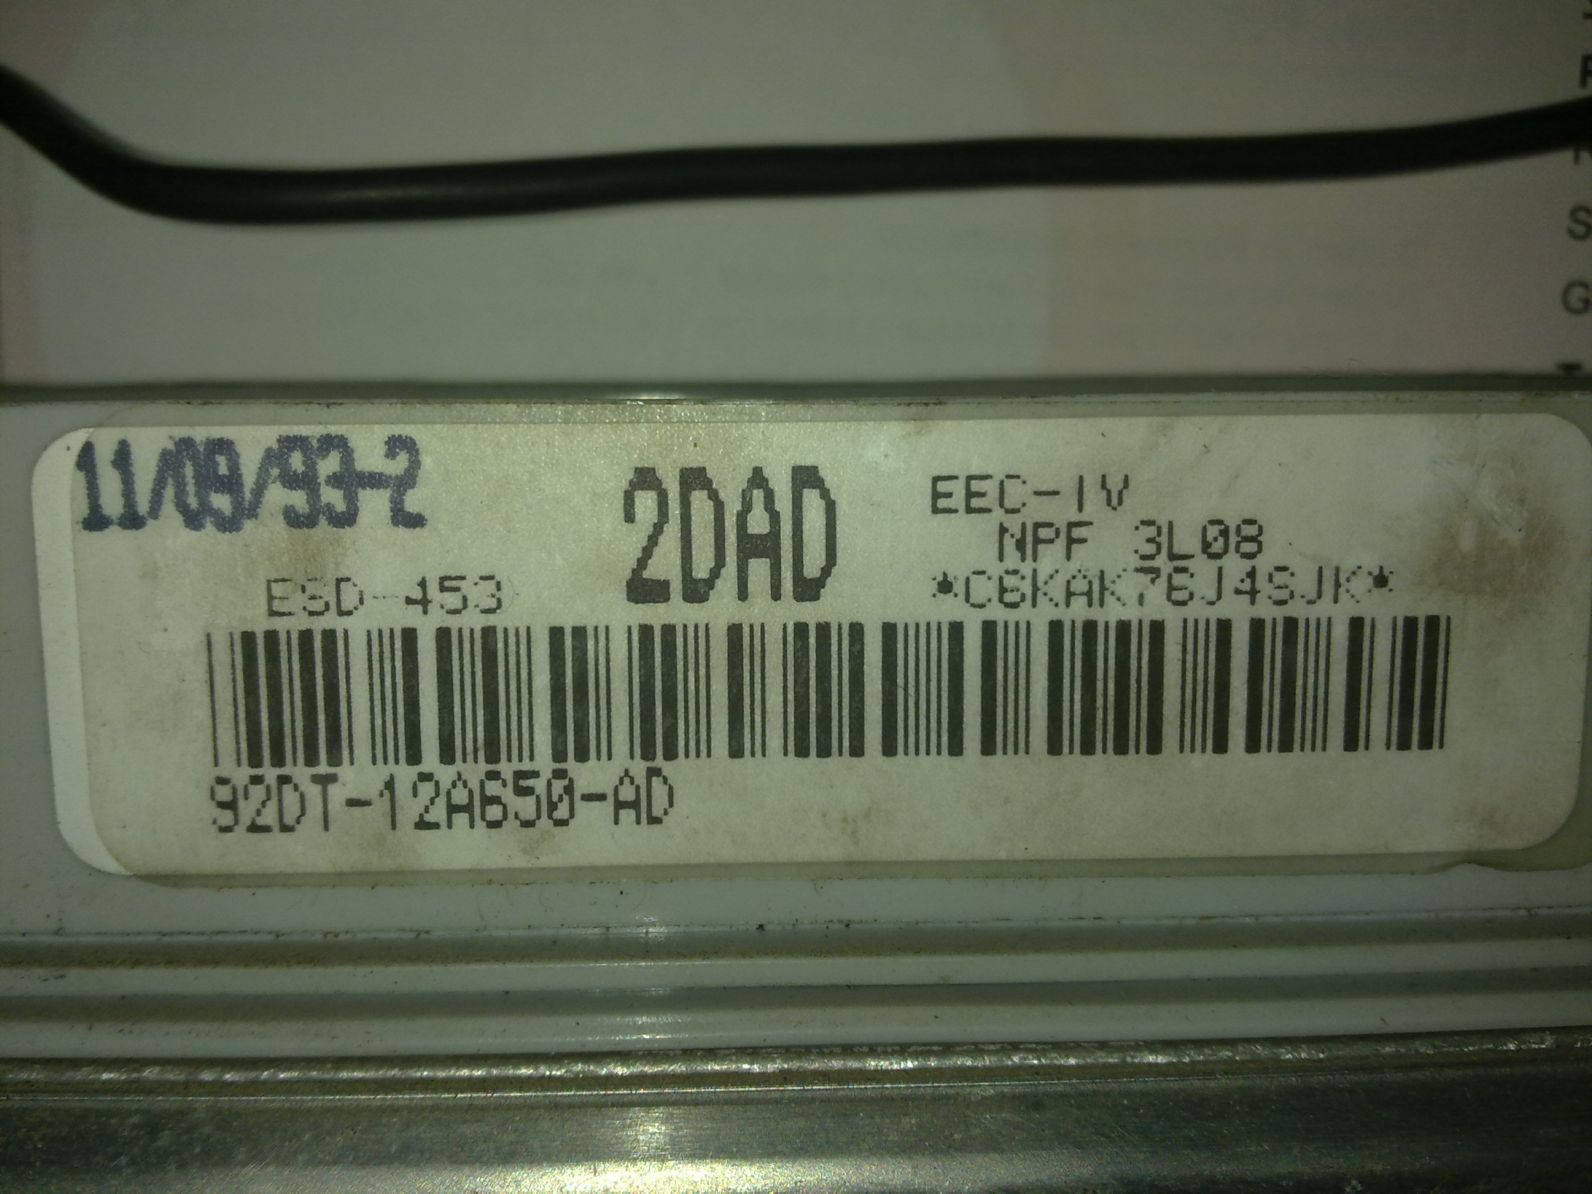 11/09/93-2
2DAD
EEC-IV
NPF 3L08
ESD-453
*C6KAK76J4SJK*
92DT-12A650-AD
S
G